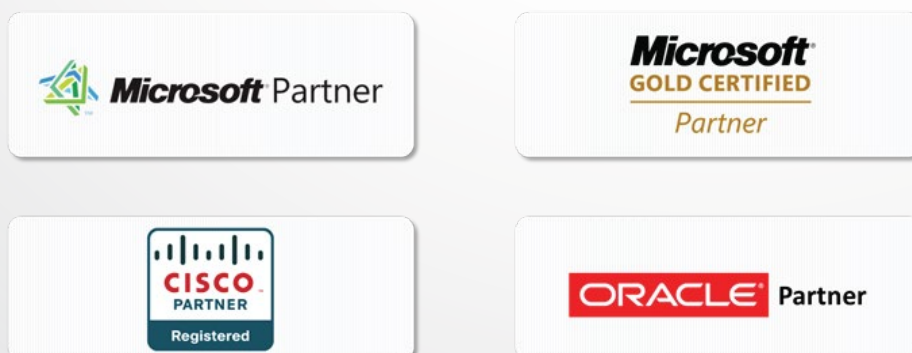 Microsoft Partner
Microsoft
GOLD CERTIFIED
Partner
CISCO
PARTNER
Registered
ORACLE Partner